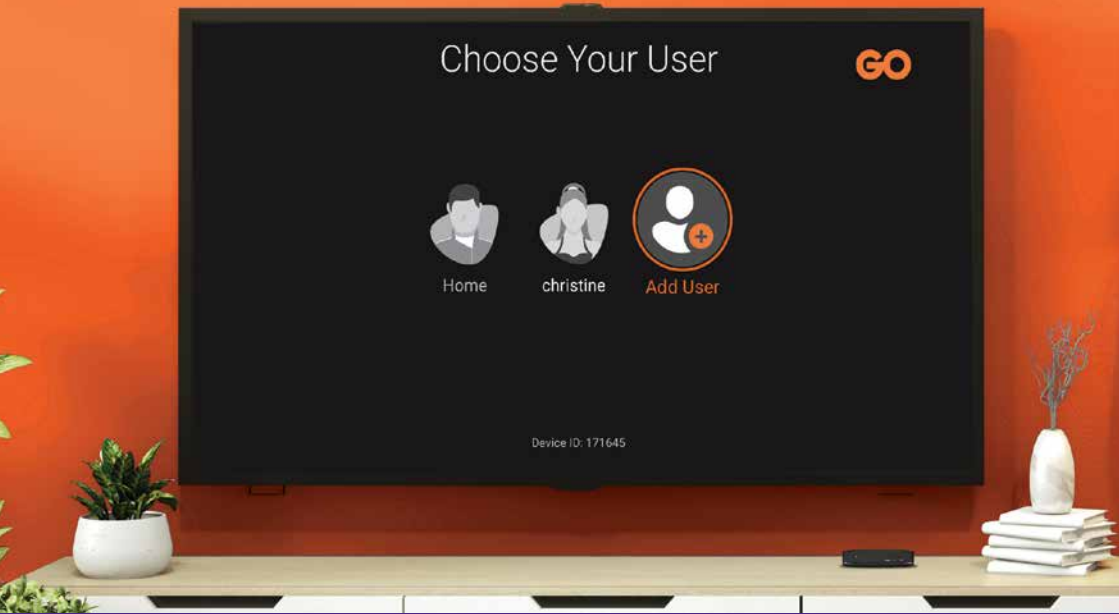 Choose Your User
GO
Home
christine
Add User
Device ID: 171645